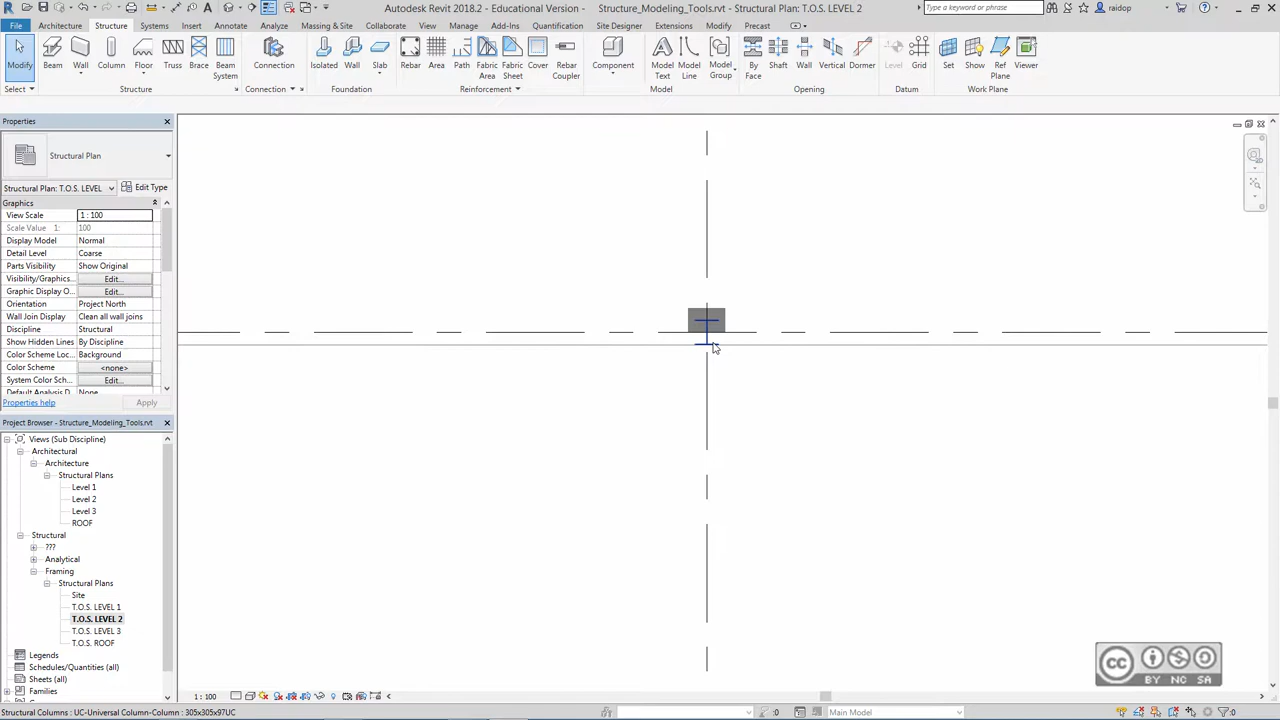 Autodesk Revit 2018.2 - Educational Version - Structure_Modeling_Tools.rvt - Structural Plan: T.O.S. LEVEL 2
Type a keyword or phrase
raidop
File Architecture Structure Systems Insert Annotate Analyze Massing & Site Collaborate View Manage Add-Ins Quantification Site Designer Extensions Modify Precast
Modify Beam Wall Column Floor Truss Brace Beam System Connection Isolated Wall Slab Rebar Area Path Fabric Area Fabric Sheet Cover Rebar Coupler Component Model Text Model Line Model Group By Face Shaft Wall Vertical Dormer Level Grid Set Show Ref Plane Viewer
Select Structure Connection Foundation Reinforcement Model Opening Datum Work Plane
Properties
Structural Plan
Structural Plan: T.O.S. LEVEL
Edit Type
Graphics
View Scale 1 : 100
Scale Value 1: 100
Display Model Normal
Detail Level Coarse
Parts Visibility Show Original
Visibility/Graphics... Edit...
Graphic Display O... Edit...
Orientation Project North
Wall Join Display Clean all wall joins
Discipline Structural
Show Hidden Lines By Discipline
Color Scheme Loc... Background
Color Scheme <none>
System Color Sch... Edit...
Default Analysis D... None
Properties help Apply
Project Browser - Structure_Modeling_Tools.rvt
Views (Sub Discipline)
Architectural
Architecture
Structural Plans
Level 1
Level 2
Level 3
ROOF
Structural
???
Analytical
Framing
Structural Plans
Site
T.O.S. LEVEL 1
T.O.S. LEVEL 2
T.O.S. LEVEL 3
T.O.S. ROOF
Legends
Schedules/Quantities (all)
Sheets (all)
Families
1 : 100
cc
BY NC SA
Structural Columns : UC-Universal Column-Column : 305x305x97UC
:0
Main Model
:0